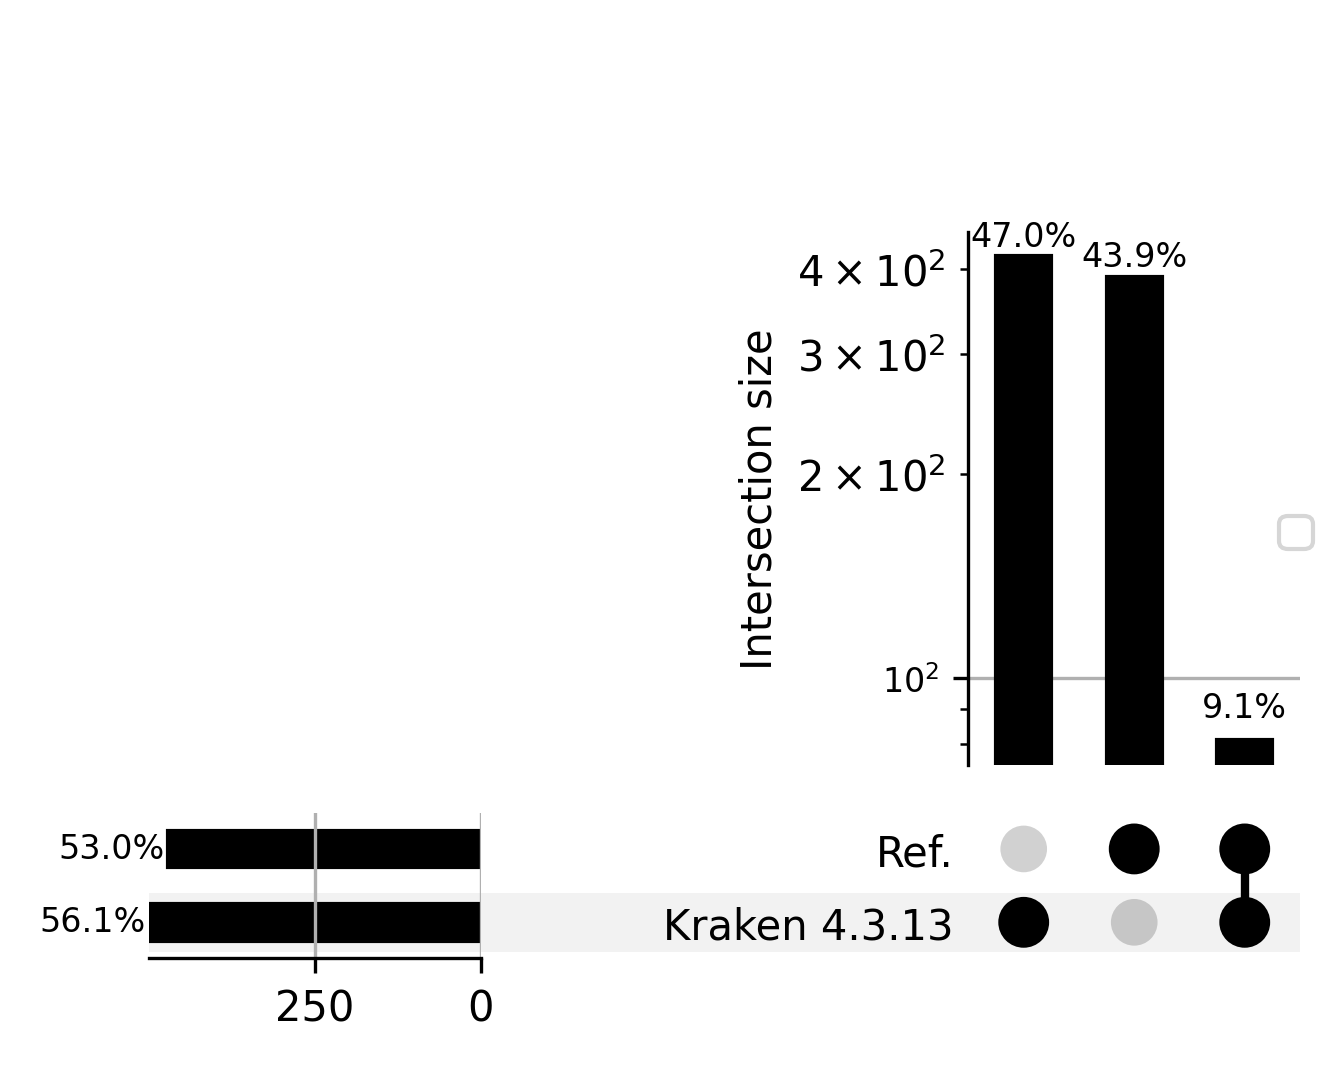 47.0%
43.9%
4 × 10²
3 × 10²
2 × 10²
10²
Intersection size
9.1%
53.0%
Ref.
56.1%
Kraken 4.3.13
250
0